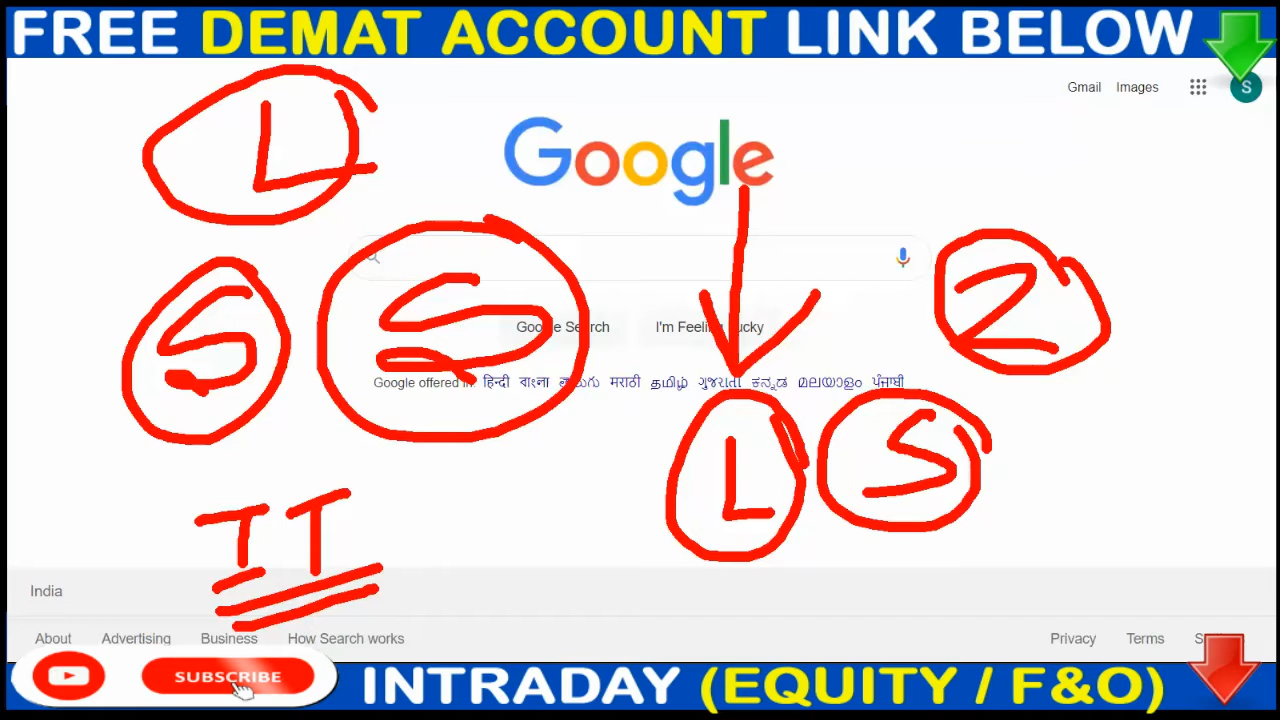 FREE DEMAT ACCOUNT LINK BELOW
Gmail Images S
L
Google
S S 2
Google Search I'm Feeling Lucky
Google offered in: हिन्दी বাংলা తెలుగు मराठी தமிழ் ગુજરાતી ಕನ್ನಡ മലയാളം ਪੰਜਾਬੀ
L S
IT
India
About Advertising Business How Search works Privacy Terms S
SUBSCRIBE INTRADAY (EQUITY / F&O)